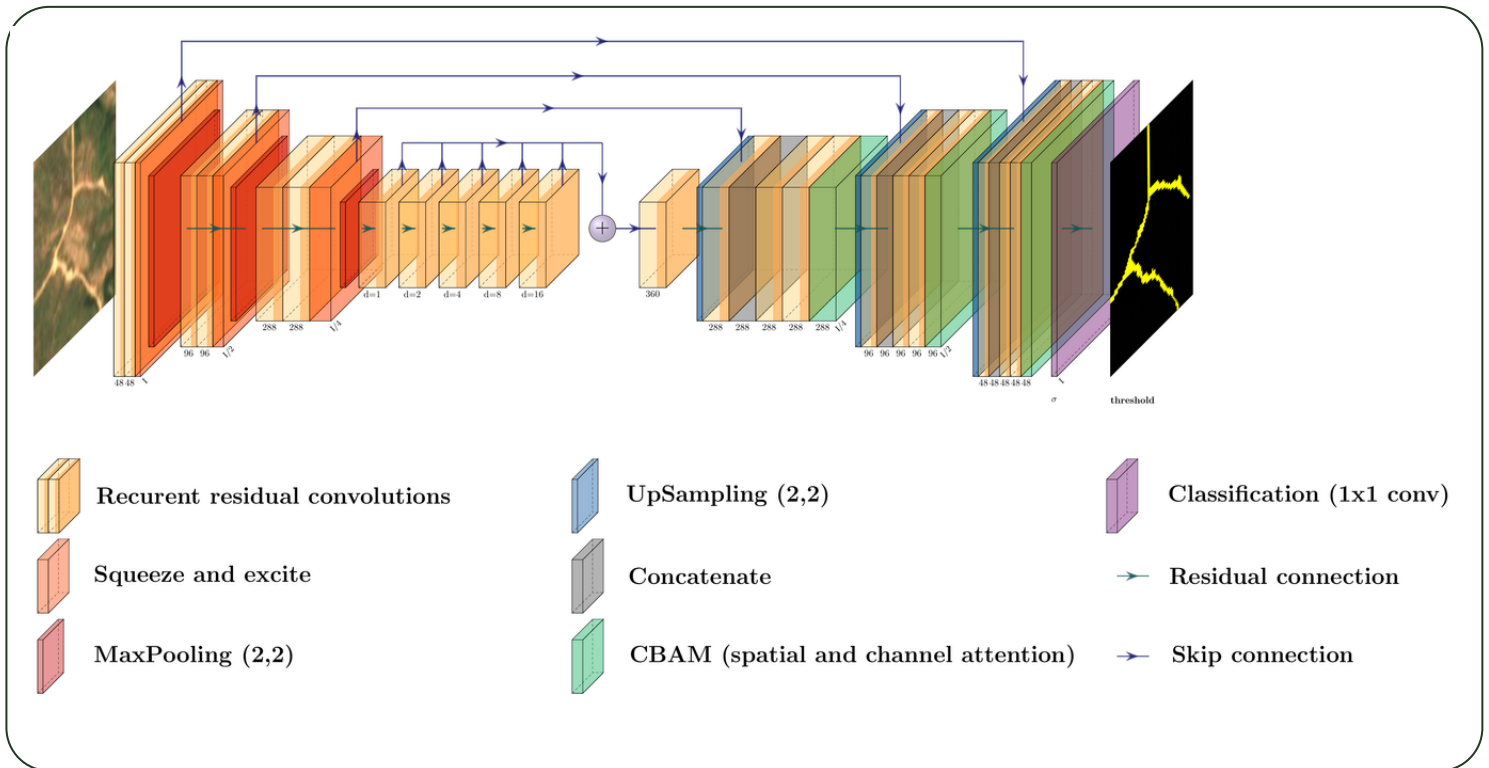 48 48 1
96 96 1/2
288 288 1/4
d=1 d=2 d=4 d=8 d=16
+
360
288 288 288 288 288 1/4
96 96 96 96 96 1/2
48 48 48 48 48 1
σ threshold
Recurent residual convolutions
UpSampling (2,2)
Classification (1x1 conv)
Squeeze and excite
Concatenate
Residual connection
MaxPooling (2,2)
CBAM (spatial and channel attention)
Skip connection